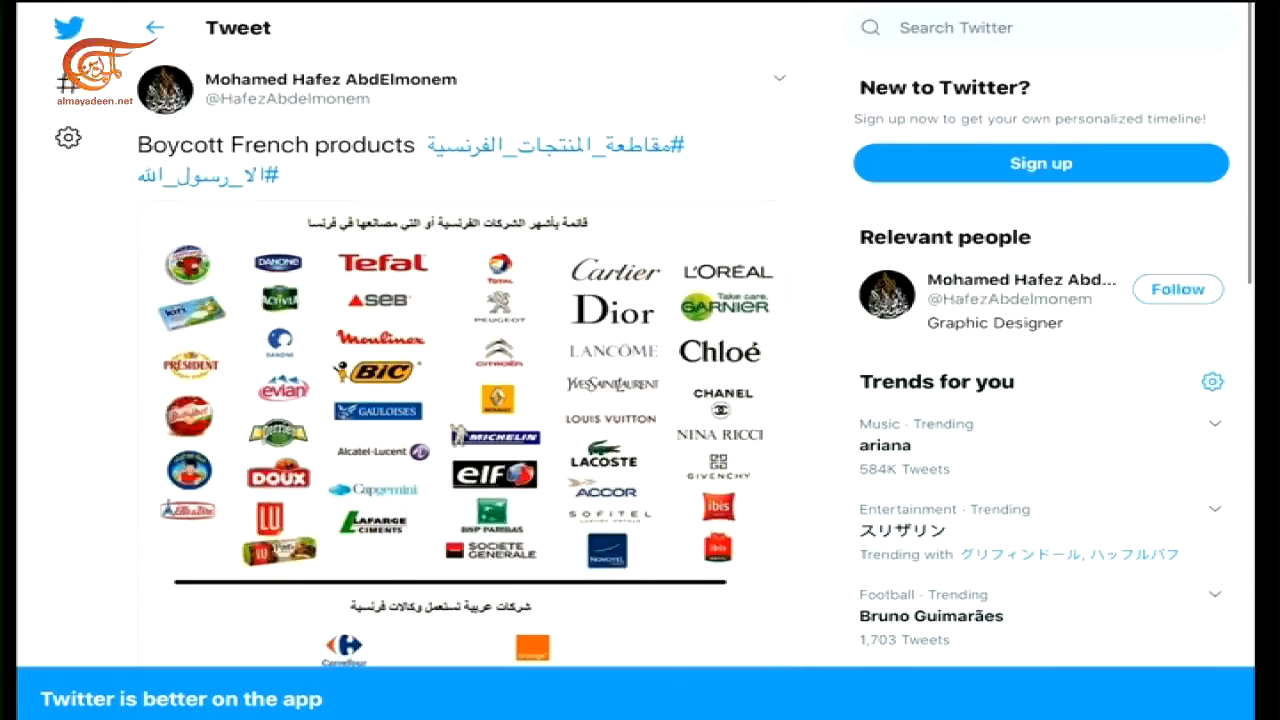 Tweet
Search Twitter
almayadeen.net
Mohamed Hafez AbdElmonem
@HafezAbdelmonem
Boycott French products #مقاطعة_المنتجات_الفرنسية
#الا_رسول_الله
قائمة بأشهر الشركات الفرنسية أو التي مصانعها في فرنسا
DANONE
Tefal
TOTAL
Cartier
L'ORÉAL
kiri
ACTIVIA
SEB
PEUGEOT
Dior
Take care.
GARNIER
PRÉSIDENT
DANONE
Moulinex
CITROËN
LANCÔME
Chloé
evian
BiC
RENAULT
YVESSAINTLAURENT
CHANEL
Perrier
GAULOISES
MICHELIN
LOUIS VUITTON
NINA RICCI
DOUX
Alcatel-Lucent
elf
LACOSTE
GIVENCHY
LU
Capgemini
BNP PARIBAS
ACCOR
ibis
LAFARGE
CIMENTS
SOFITEL
LU
SOCIETE
GENERALE
NOVOTEL
ibis
شركات عربية تستعمل وكالات فرنسية
Carrefour
orange
New to Twitter?
Sign up now to get your own personalized timeline!
Sign up
Relevant people
Mohamed Hafez Abd...
@HafezAbdelmonem
Follow
Graphic Designer
Trends for you
Music · Trending
ariana
584K Tweets
Entertainment · Trending
スリザリン
Trending with グリフィンドール, ハッフルパフ
Football · Trending
Bruno Guimarães
1,703 Tweets
Twitter is better on the app